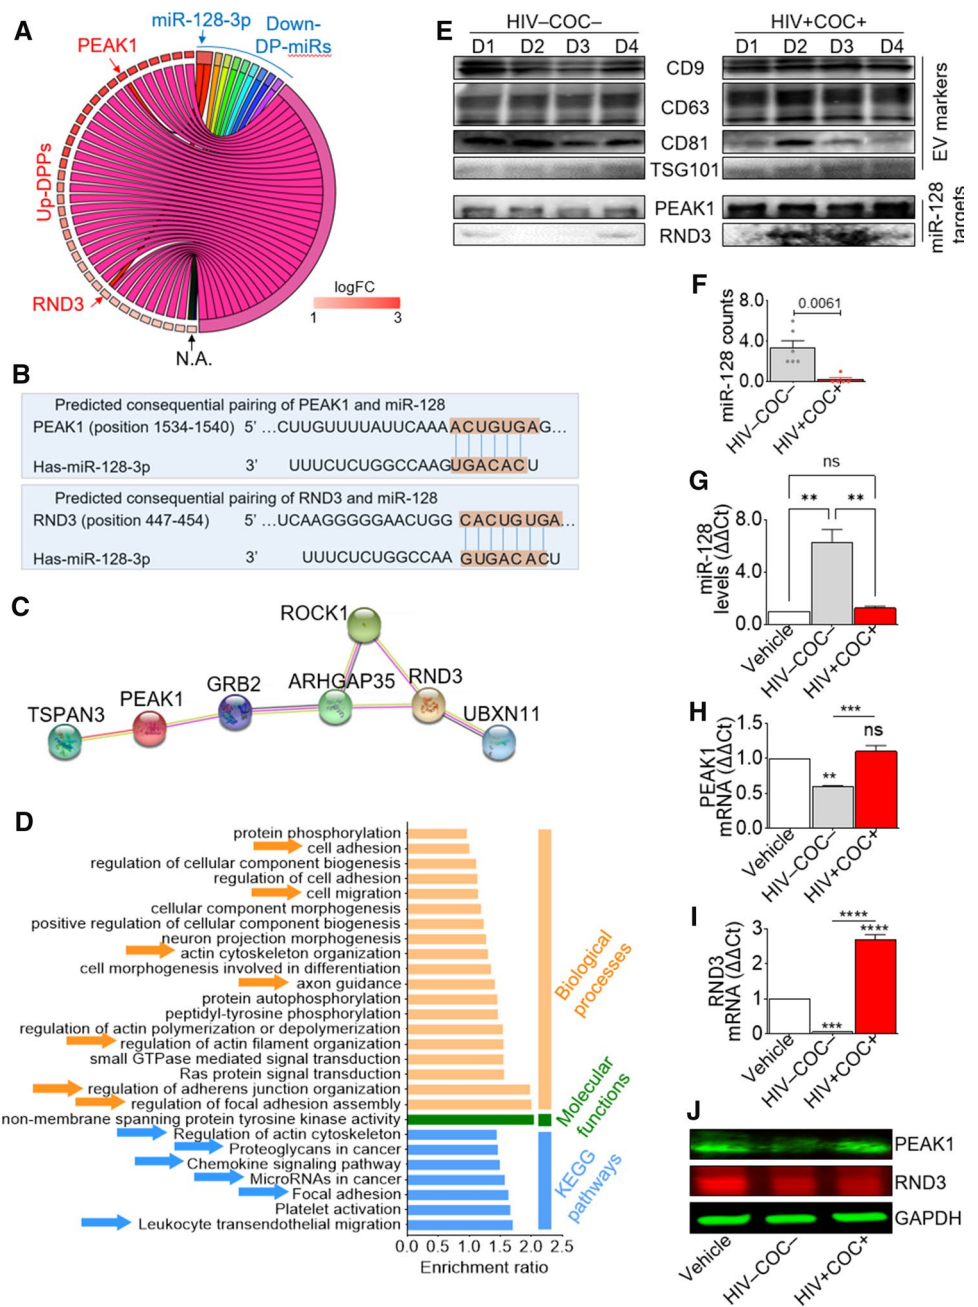 A
miR-128-3p
Down-
DP-miRs
PEAK1
Up-DPPs
RND3
N.A.
logFC
1
3
B
Predicted consequential pairing of PEAK1 and miR-128
PEAK1 (position 1534-1540) 5' ...CUUGUUUUAUUCAAAACUGUGAG...
Has-miR-128-3p 3' UUUCUCUGGCCAAGUGACACU
Predicted consequential pairing of RND3 and miR-128
RND3 (position 447-454) 5' ...UCAAGGGGGAACUGG CACUGUGA...
Has-miR-128-3p 3' UUUCUCUGGCCAA GUGACACU
C
ROCK1
ARHGAP35
RND3
GRB2
PEAK1
TSPAN3
UBXN11
D
protein phosphorylation
cell adhesion
regulation of cellular component biogenesis
regulation of cell adhesion
cell migration
cellular component morphogenesis
positive regulation of cellular component biogenesis
neuron projection morphogenesis
actin cytoskeleton organization
cell morphogenesis involved in differentiation
axon guidance
protein autophosphorylation
peptidyl-tyrosine phosphorylation
regulation of actin polymerization or depolymerization
regulation of actin filament organization
small GTPase mediated signal transduction
Ras protein signal transduction
regulation of adherens junction organization
regulation of focal adhesion assembly
non-membrane spanning protein tyrosine kinase activity
Regulation of actin cytoskeleton
Proteoglycans in cancer
Chemokine signaling pathway
MicroRNAs in cancer
Focal adhesion
Platelet activation
Leukocyte transendothelial migration
0.0 0.5 1.0 1.5 2.0 2.5
Enrichment ratio
Biological
processes
Molecular
functions
KEGG
pathways
E
HIV–COC– HIV+COC+
D1 D2 D3 D4 D1 D2 D3 D4
CD9
CD63
CD81
TSG101
PEAK1
RND3
EV markers
miR-128
targets
F
miR-128 counts
8.0
4.0
0.0
0.0061
HIV–COC–
HIV+COC+
G
miR-128
levels (ΔΔCt)
8.0
4.0
0.0
ns
** **
Vehicle
HIV–COC–
HIV+COC+
H
PEAK1
mRNA (ΔΔCt)
1.5
1.0
0.5
0.0
***
ns
**
Vehicle
HIV–COC–
HIV+COC+
I
RND3
mRNA (ΔΔCt)
3
2
1
0
****
****
***
Vehicle
HIV–COC–
HIV+COC+
J
PEAK1
RND3
GAPDH
Vehicle
HIV–COC–
HIV+COC+